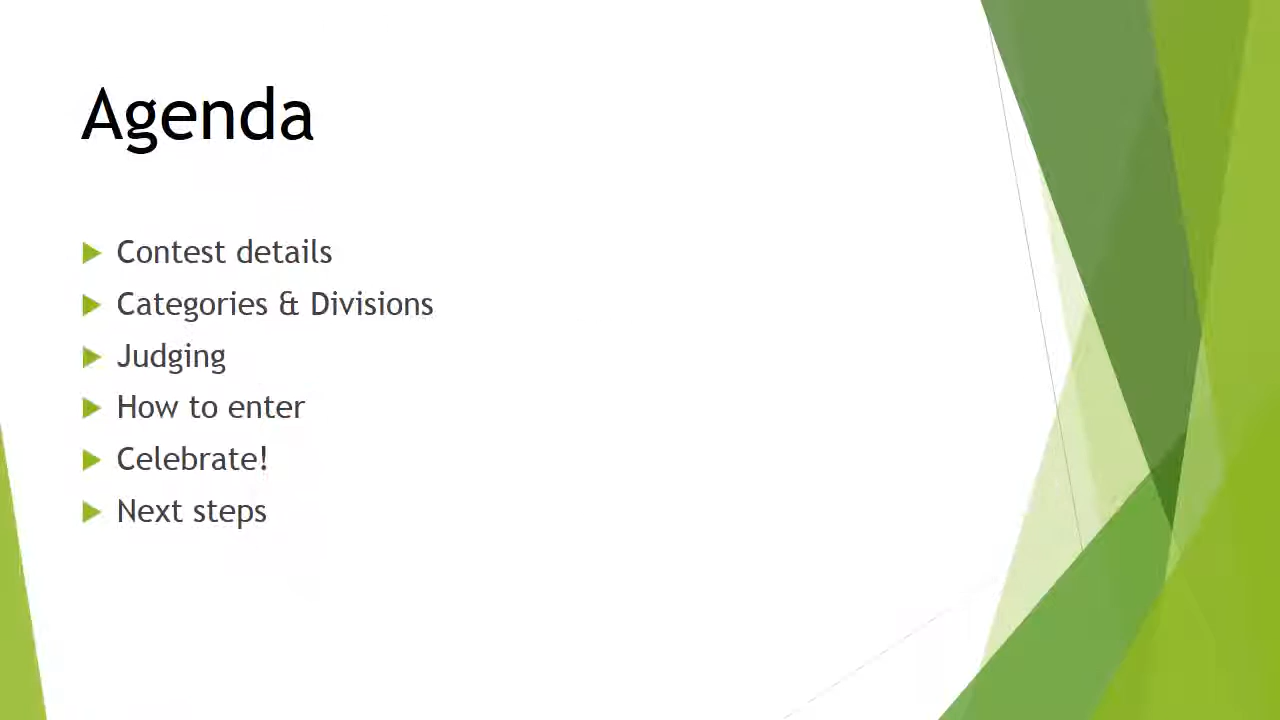 Agenda
Contest details
Categories & Divisions
Judging
How to enter
Celebrate!
Next steps